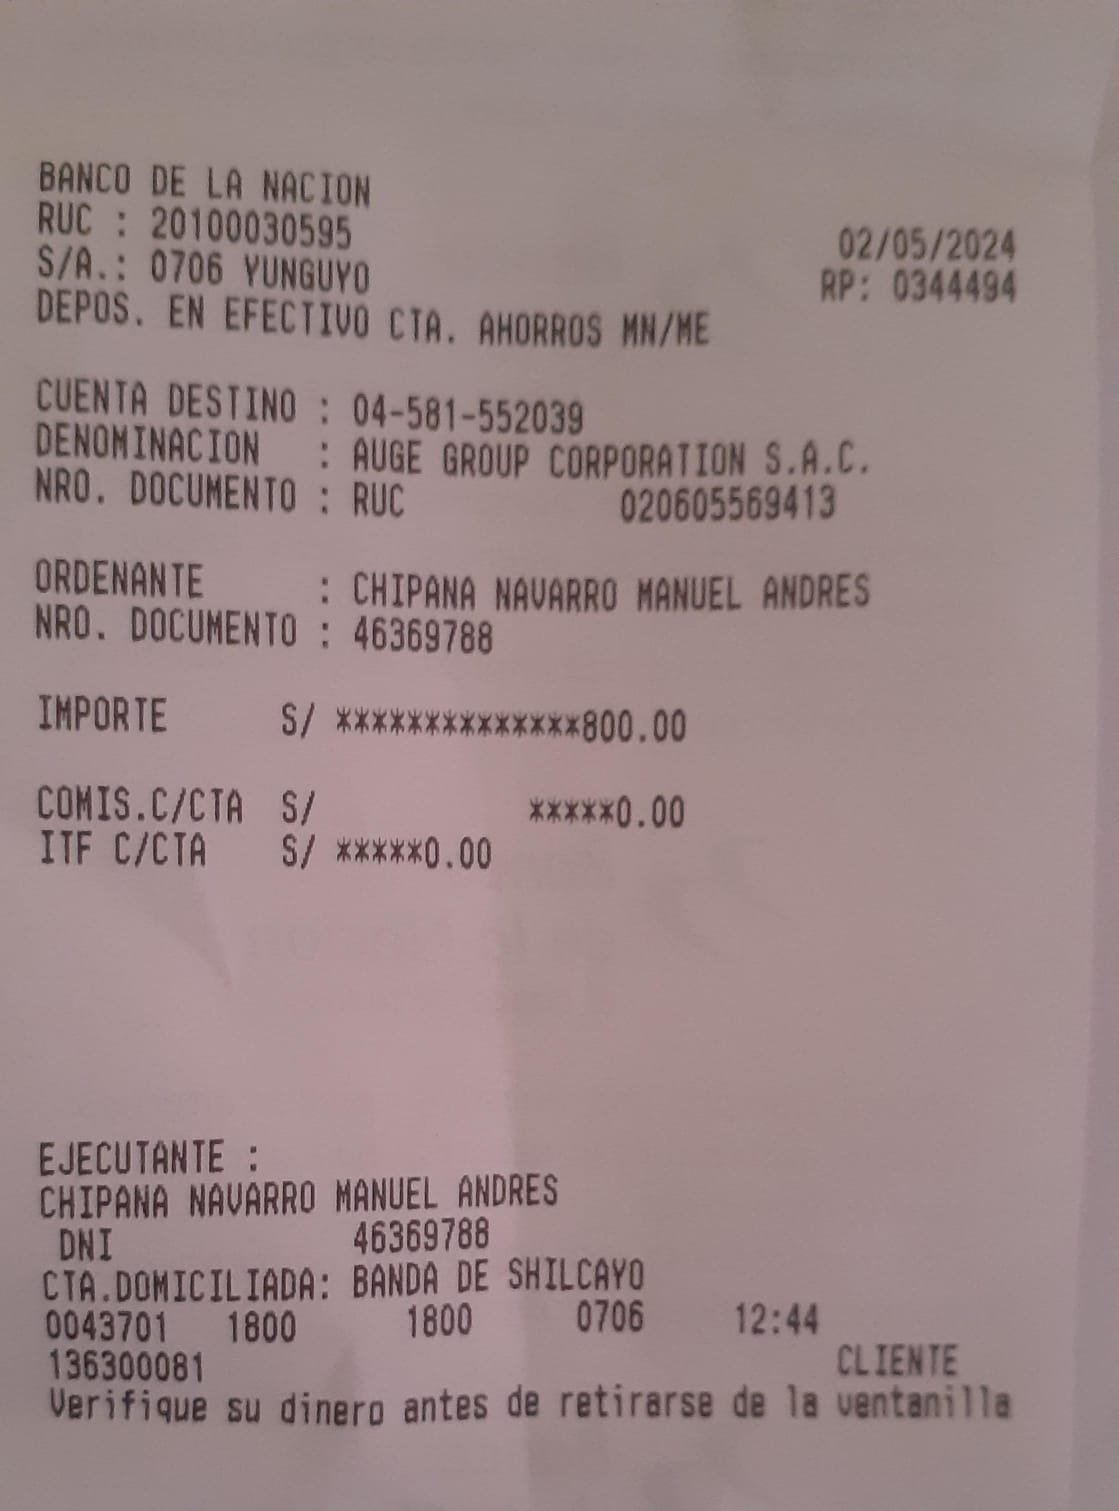 BANCO DE LA NACION
RUC : 20100030595
02/05/2024
S/A.: 0706 YUNGUYO
RP: 0344494
DEPOS. EN EFECTIVO CTA. AHORROS MN/ME
CUENTA DESTINO : 04-581-552039
DENOMINACION : AUGE GROUP CORPORATION S.A.C.
NRO. DOCUMENTO : RUC 020605569413
ORDENANTE : CHIPANA NAVARRO MANUEL ANDRES
NRO. DOCUMENTO : 46369788
IMPORTE S/ **************800.00
COMIS.C/CTA S/ *****0.00
ITF C/CTA S/ *****0.00
EJECUTANTE :
CHIPANA NAVARRO MANUEL ANDRES
DNI 46369788
CTA.DOMICILIADA: BANDA DE SHILCAYO
0043701 1800 1800 0706 12:44
136300081 CLIENTE
Verifique su dinero antes de retirarse de la ventanilla